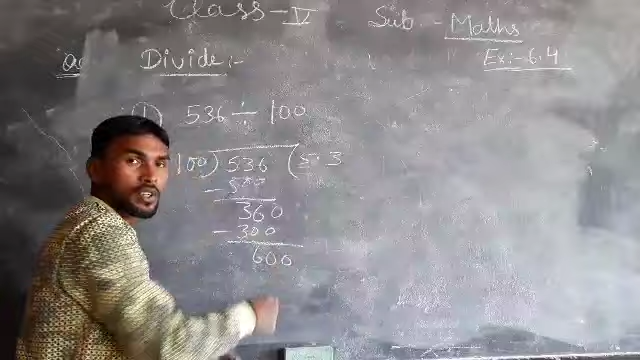 Class - V Sub. - Maths
Ex:- 6.4
Q Divide :-
(1) 536 ÷ 100
100 ) 536 ( 5.3
- 500
360
- 300
600